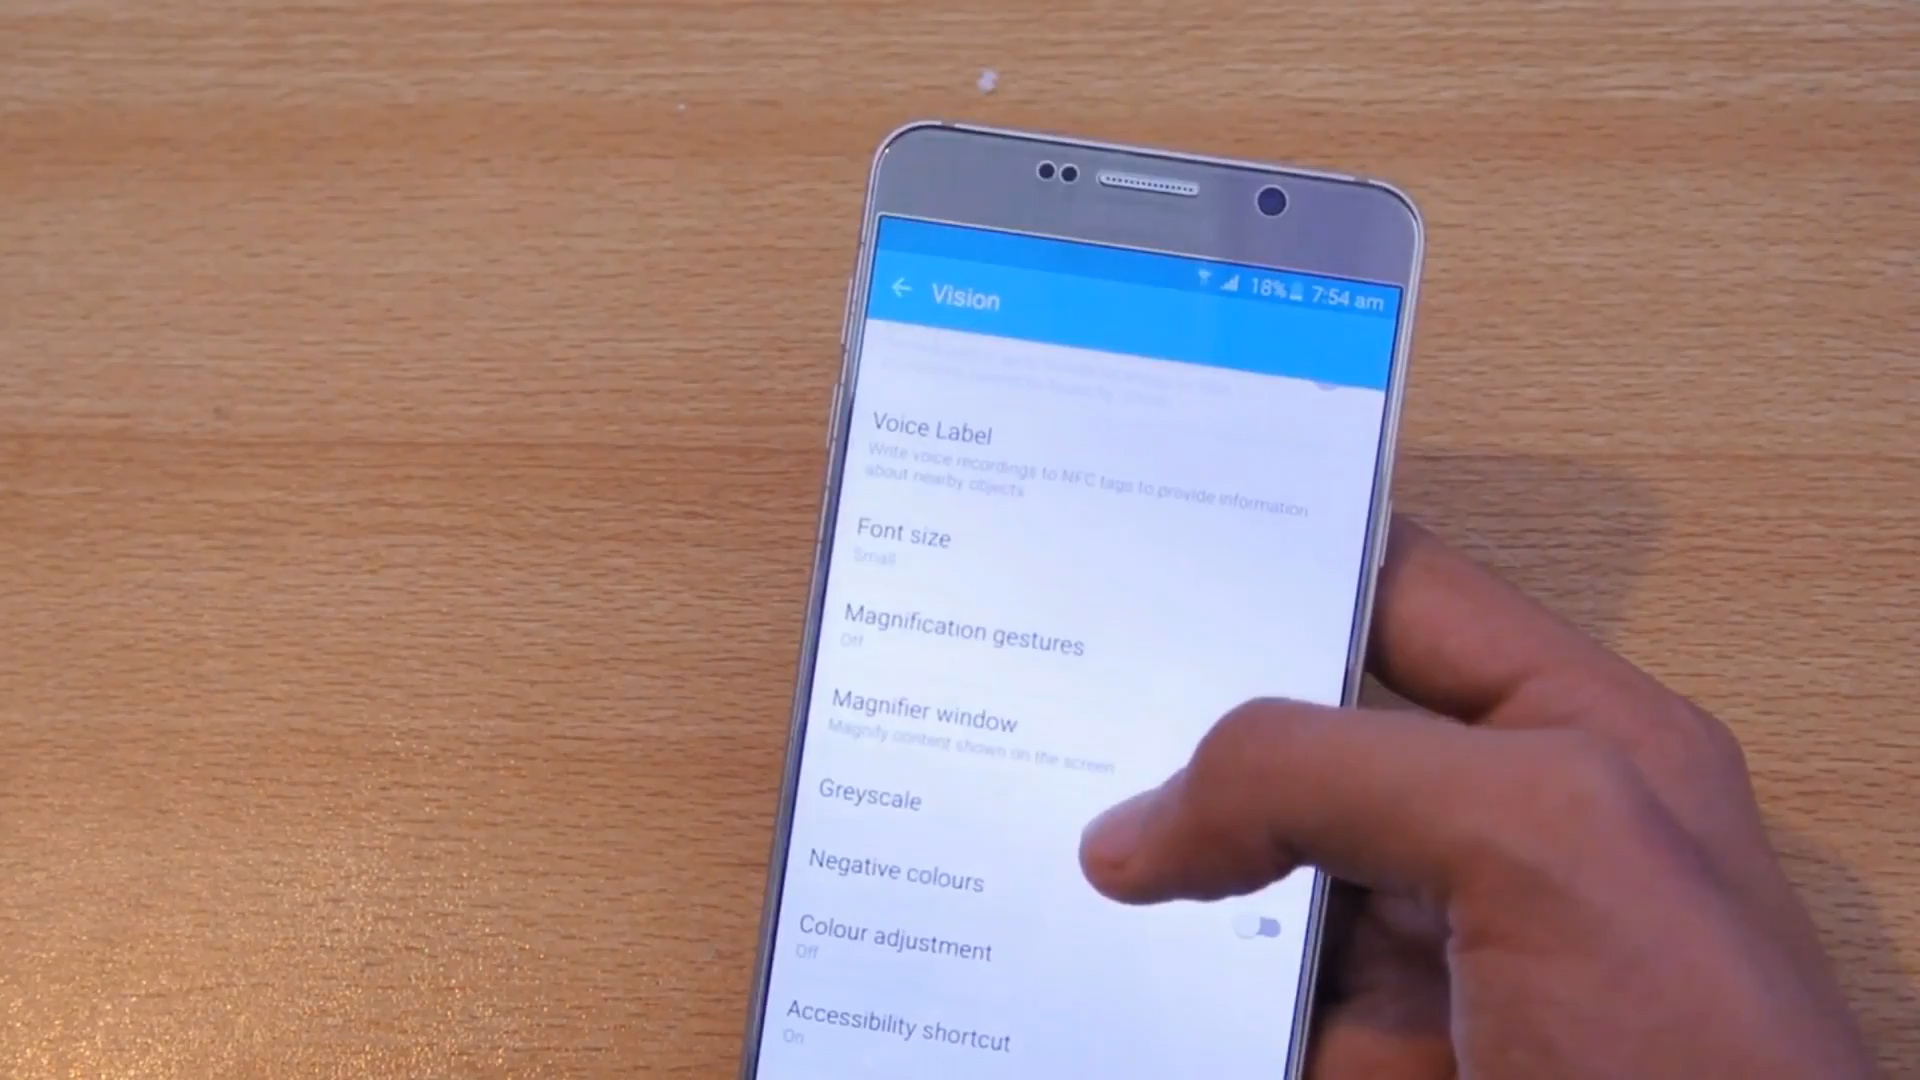 18% 7:54 am
Vision
Voice Label
Write voice recordings to NFC tags to provide information
about nearby objects
Font size
Small
Magnification gestures
Off
Magnifier window
Magnify content shown on the screen
Greyscale
Negative colours
Colour adjustment
Off
Accessibility shortcut
On